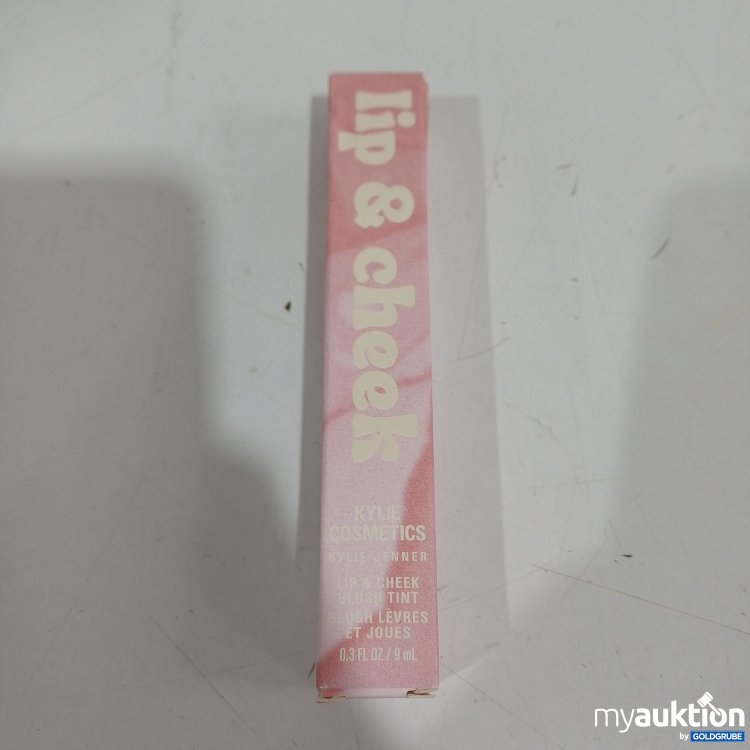 lip & cheek
KYLIE
COSMETICS
KYLIE JENNER
LIP & CHEEK
BLUSH TINT
BLUSH LÈVRES
ET JOUES
0.3 FL OZ / 9 mL
myauktion
by GOLDGRUBE